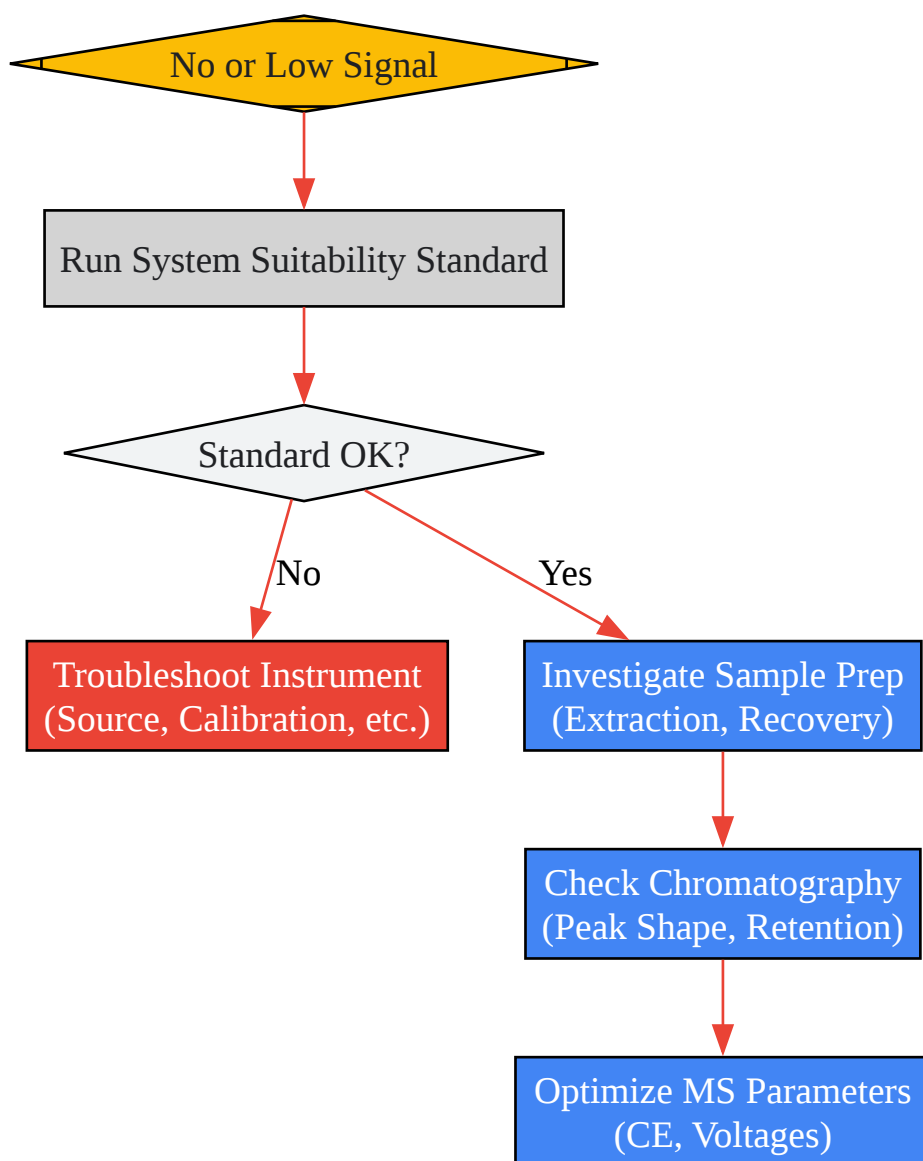 No or Low Signal
Run System Suitability Standard
Standard OK?
No
Yes
Troubleshoot Instrument
(Source, Calibration, etc.)
Investigate Sample Prep
(Extraction, Recovery)
Check Chromatography
(Peak Shape, Retention)
Optimize MS Parameters
(CE, Voltages)